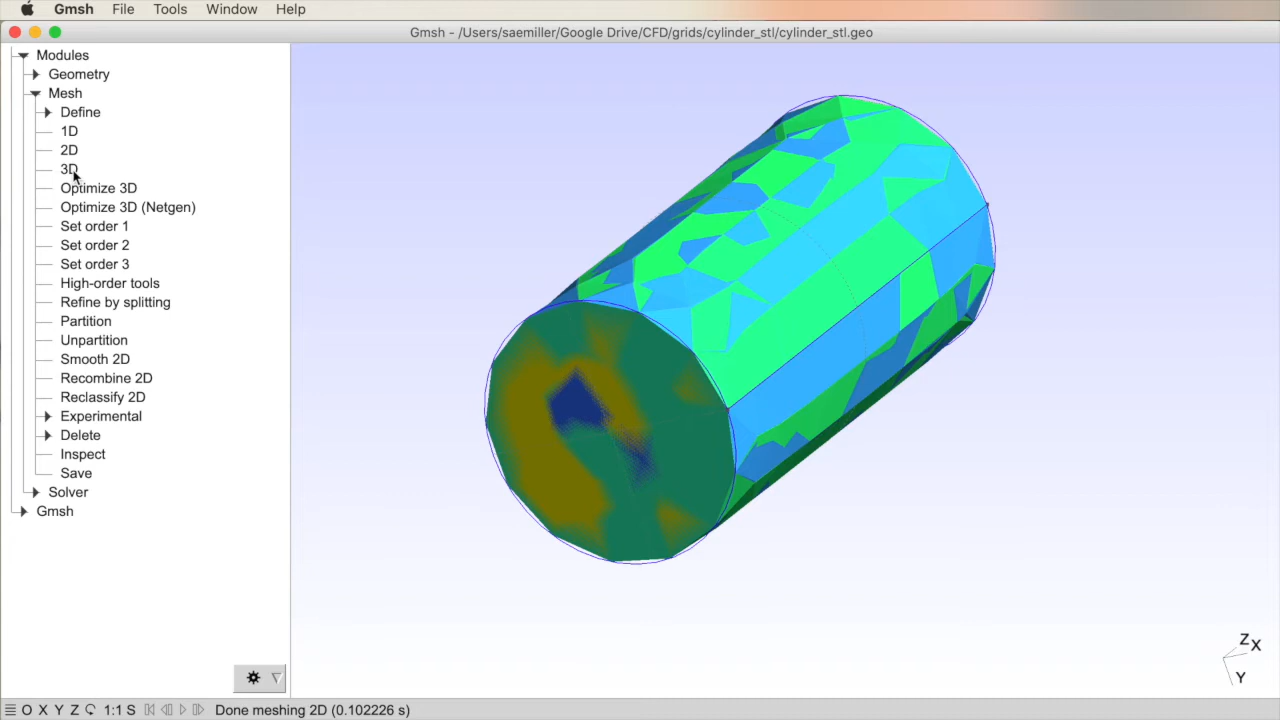 Gmsh File Tools Window Help
Gmsh - /Users/saemiller/Google Drive/CFD/grids/cylinder_stl/cylinder_stl.geo
Modules
Geometry
Mesh
Define
1D
2D
3D
Optimize 3D
Optimize 3D (Netgen)
Set order 1
Set order 2
Set order 3
High-order tools
Refine by splitting
Partition
Unpartition
Smooth 2D
Recombine 2D
Reclassify 2D
Experimental
Delete
Inspect
Save
Solver
Gmsh
Z X
Y
O X Y Z 1:1 S Done meshing 2D (0.102226 s)